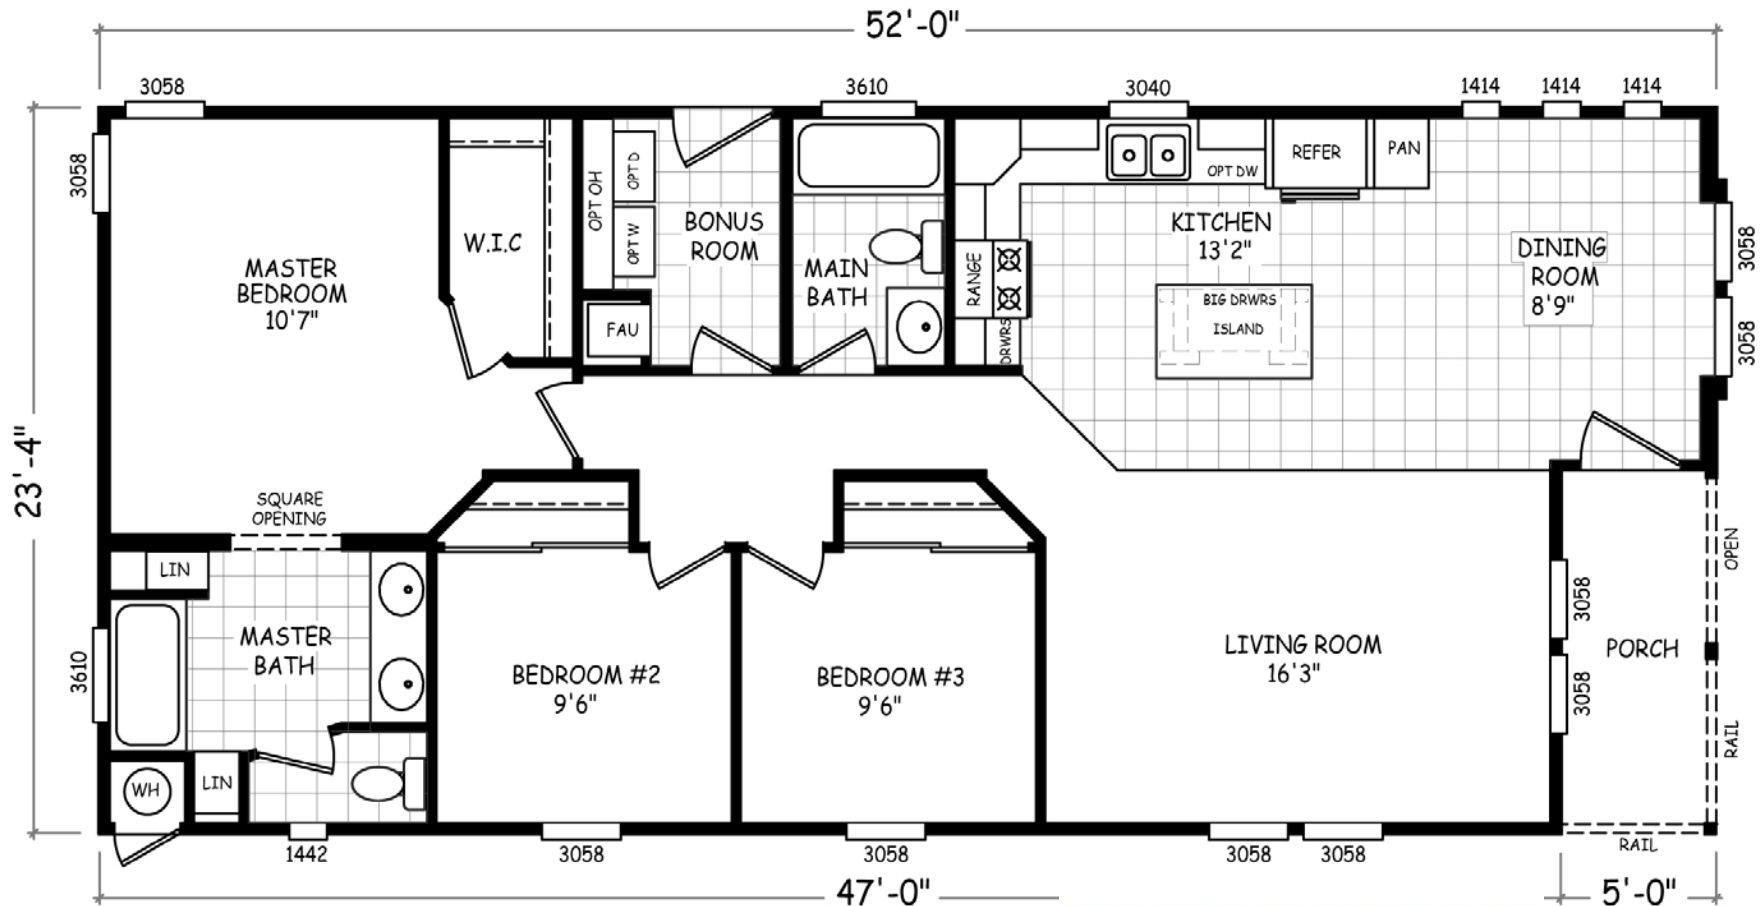 52'-0"
3058
3610
3040
1414
1414
1414
3058
23'-4"
MASTER
BEDROOM
10'7"
W.I.C
OPT OH
OPT D
OPT W
BONUS
ROOM
FAU
MAIN
BATH
RANGE
DRWRS
OPT DW
REFER
PAN
KITCHEN
13'2"
BIG DRWRS
ISLAND
DINING
ROOM
8'9"
3058
3058
SQUARE
OPENING
LIN
MASTER
BATH
3610
WH
LIN
BEDROOM #2
9'6"
BEDROOM #3
9'6"
LIVING ROOM
16'3"
3058
3058
PORCH
OPEN
RAIL
RAIL
1442
3058
3058
3058
3058
47'-0"
5'-0"